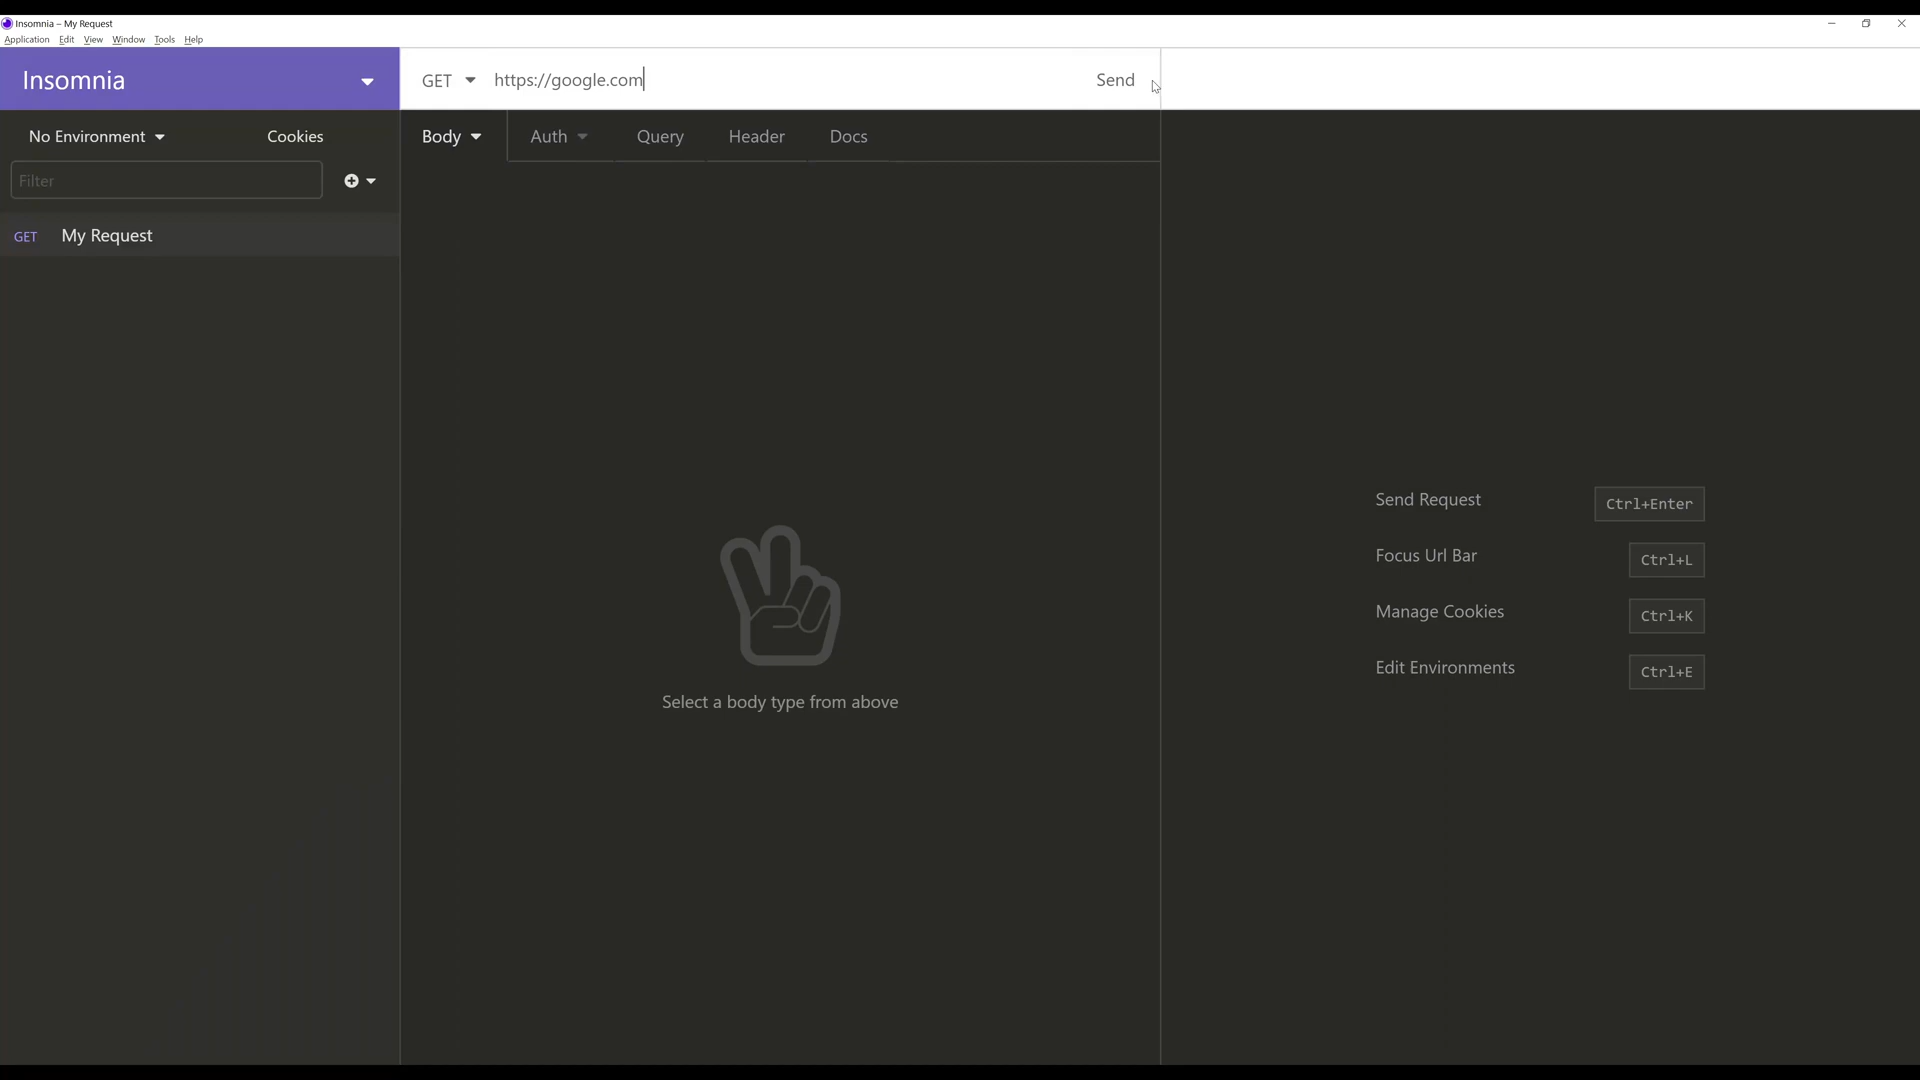 Insomnia – My Request
Application Edit View Window Tools Help
Insomnia
GET https://google.com Send
No Environment Cookies
Body Auth Query Header Docs
Filter
GET My Request
Send Request Ctrl+Enter
Focus Url Bar Ctrl+L
Manage Cookies Ctrl+K
Edit Environments Ctrl+E
Select a body type from above